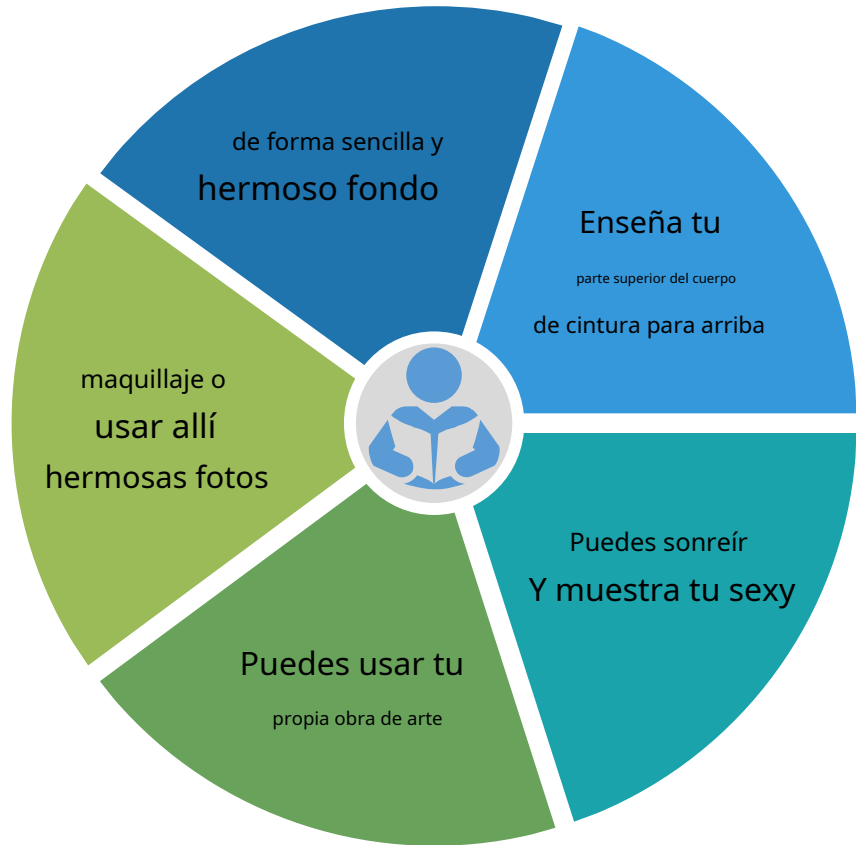 de forma sencilla y
hermoso fondo
Enseña tu
parte superior del cuerpo
de cintura para arriba
maquillaje o
usar allí
hermosas fotos
Puedes sonreír
Y muestra tu sexy
Puedes usar tu
propia obra de arte